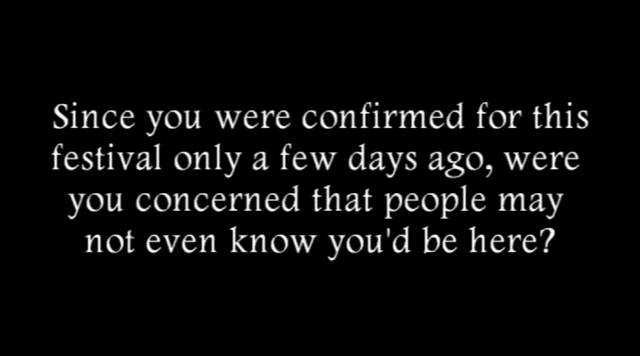 Since you were confirmed for this
festival only a few days ago, were
you concerned that people may
not even know you'd be here?